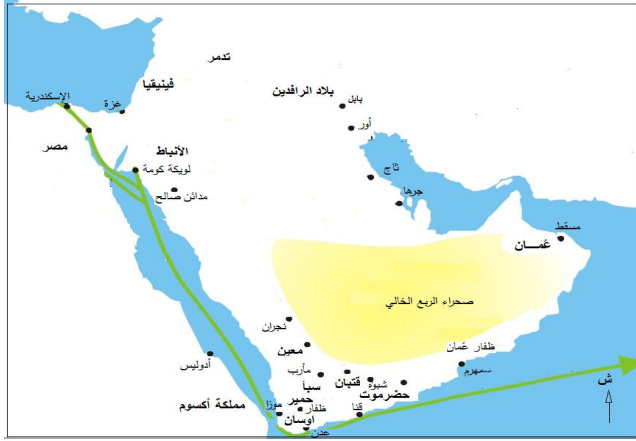 تدمر
فينيقيا
بلاد الرافدين
بابل
الإسكندرية
غزة
أور
مصر
الأنباط
لويكة كومة
ثاج
مدائن صالح
جرها
مسقط
عُمـــان
صحراء الربع الخالي
نجران
ظفار عُمان
معين
أدوليس
مأرب
سمهرم
قتبان
شبوة
سبأ
حضرموت
ش
حمير
مملكة أكسوم
موزا
ظفار
قنا
اوسان
عدن